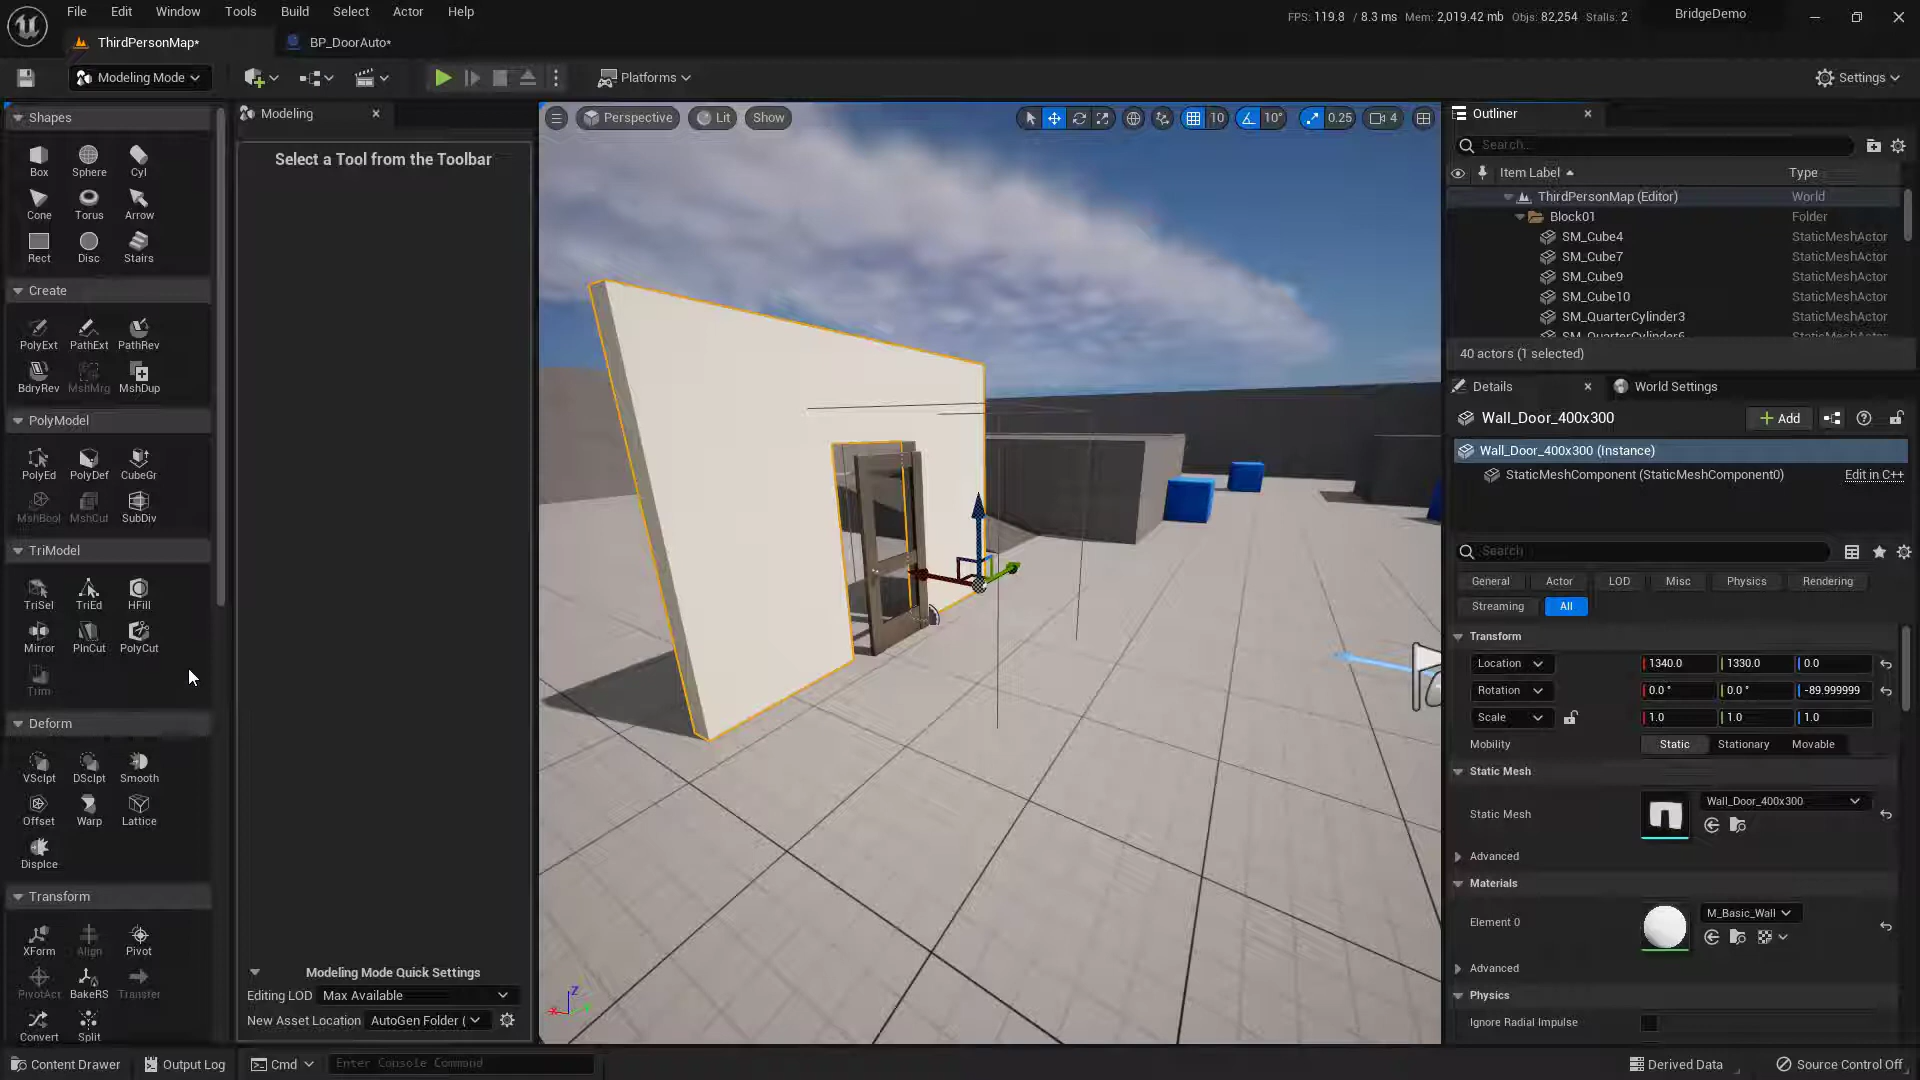 File Edit Window Tools Build Select Actor Help
FPS: 119.8 / 8.3 ms Mem: 2,019.42 mb Objs: 82,254 Stalls: 2
BridgeDemo
ThirdPersonMap*
BP_DoorAuto*
Modeling Mode
Platforms
Settings
Shapes
Box Sphere Cyl
Cone Torus Arrow
Rect Disc Stairs
Create
PolyExt PathExt PathRev
BdryRev MshMrg MshDup
PolyModel
PolyEd PolyDef CubeGr
MshBool MshCut SubDiv
TriModel
TriSel TriEd HFill
Mirror PlnCut PolyCut
Trim
Deform
VSclpt DSclpt Smooth
Offset Warp Lattice
Displce
Transform
XForm Align Pivot
PivotAct BakeRS Transfer
Convert Split
Modeling
Select a Tool from the Toolbar
Modeling Mode Quick Settings
Editing LOD Max Available
New Asset Location AutoGen Folder (
Perspective Lit Show
10 10° 0.25 4
Z
Outliner
Search...
Item Label Type
ThirdPersonMap (Editor) World
Block01 Folder
SM_Cube4 StaticMeshActor
SM_Cube7 StaticMeshActor
SM_Cube9 StaticMeshActor
SM_Cube10 StaticMeshActor
SM_QuarterCylinder3 StaticMeshActor
SM_QuarterCylinder6 StaticMeshActor
40 actors (1 selected)
Details World Settings
Wall_Door_400x300
Add
Wall_Door_400x300 (Instance)
StaticMeshComponent (StaticMeshComponent0) Edit in C++
Search
General Actor LOD Misc Physics Rendering
Streaming All
Transform
Location 1340.0 1330.0 0.0
Rotation 0.0 ° 0.0 ° -89.999999
Scale 1.0 1.0 1.0
Mobility Static Stationary Movable
Static Mesh
Static Mesh Wall_Door_400x300
Advanced
Materials
Element 0 M_Basic_Wall
Advanced
Physics
Ignore Radial Impulse
Content Drawer Output Log Cmd Enter Console Command
Derived Data Source Control Off